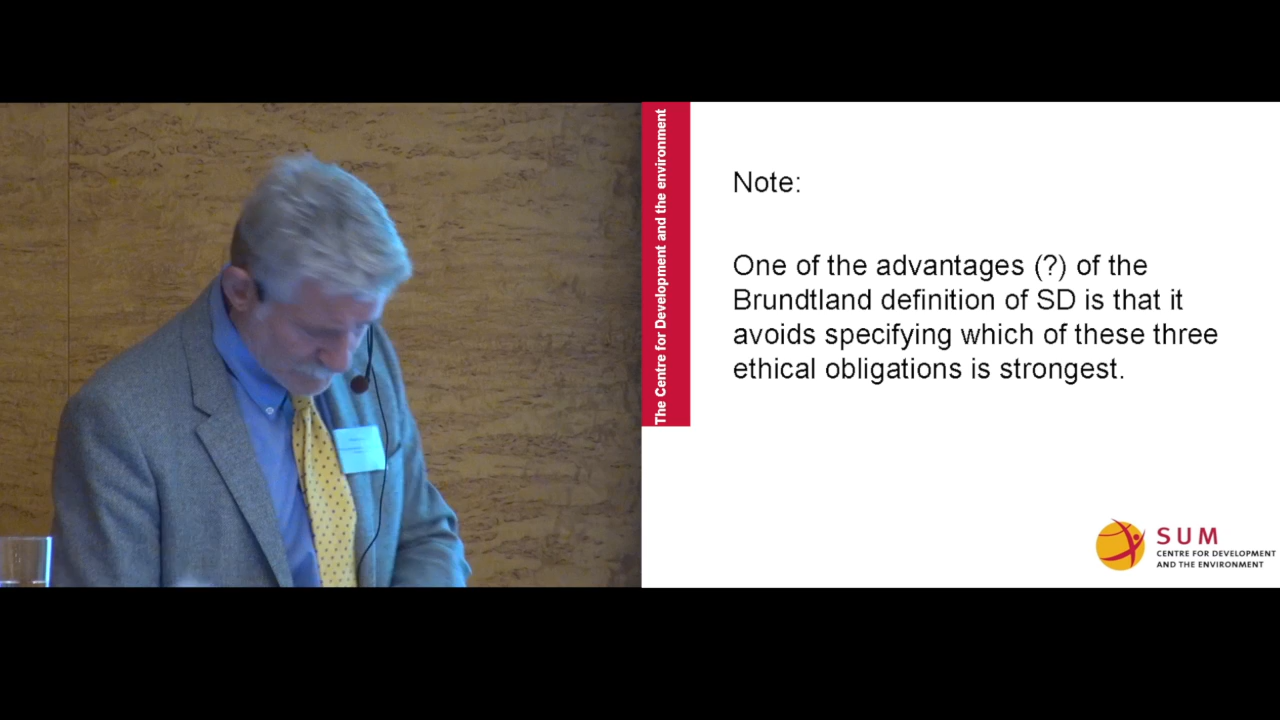 The Centre for Development and the environment
Note:
One of the advantages (?) of the
Brundtland definition of SD is that it
avoids specifying which of these three
ethical obligations is strongest.
SUM
CENTRE FOR DEVELOPMENT
AND THE ENVIRONMENT